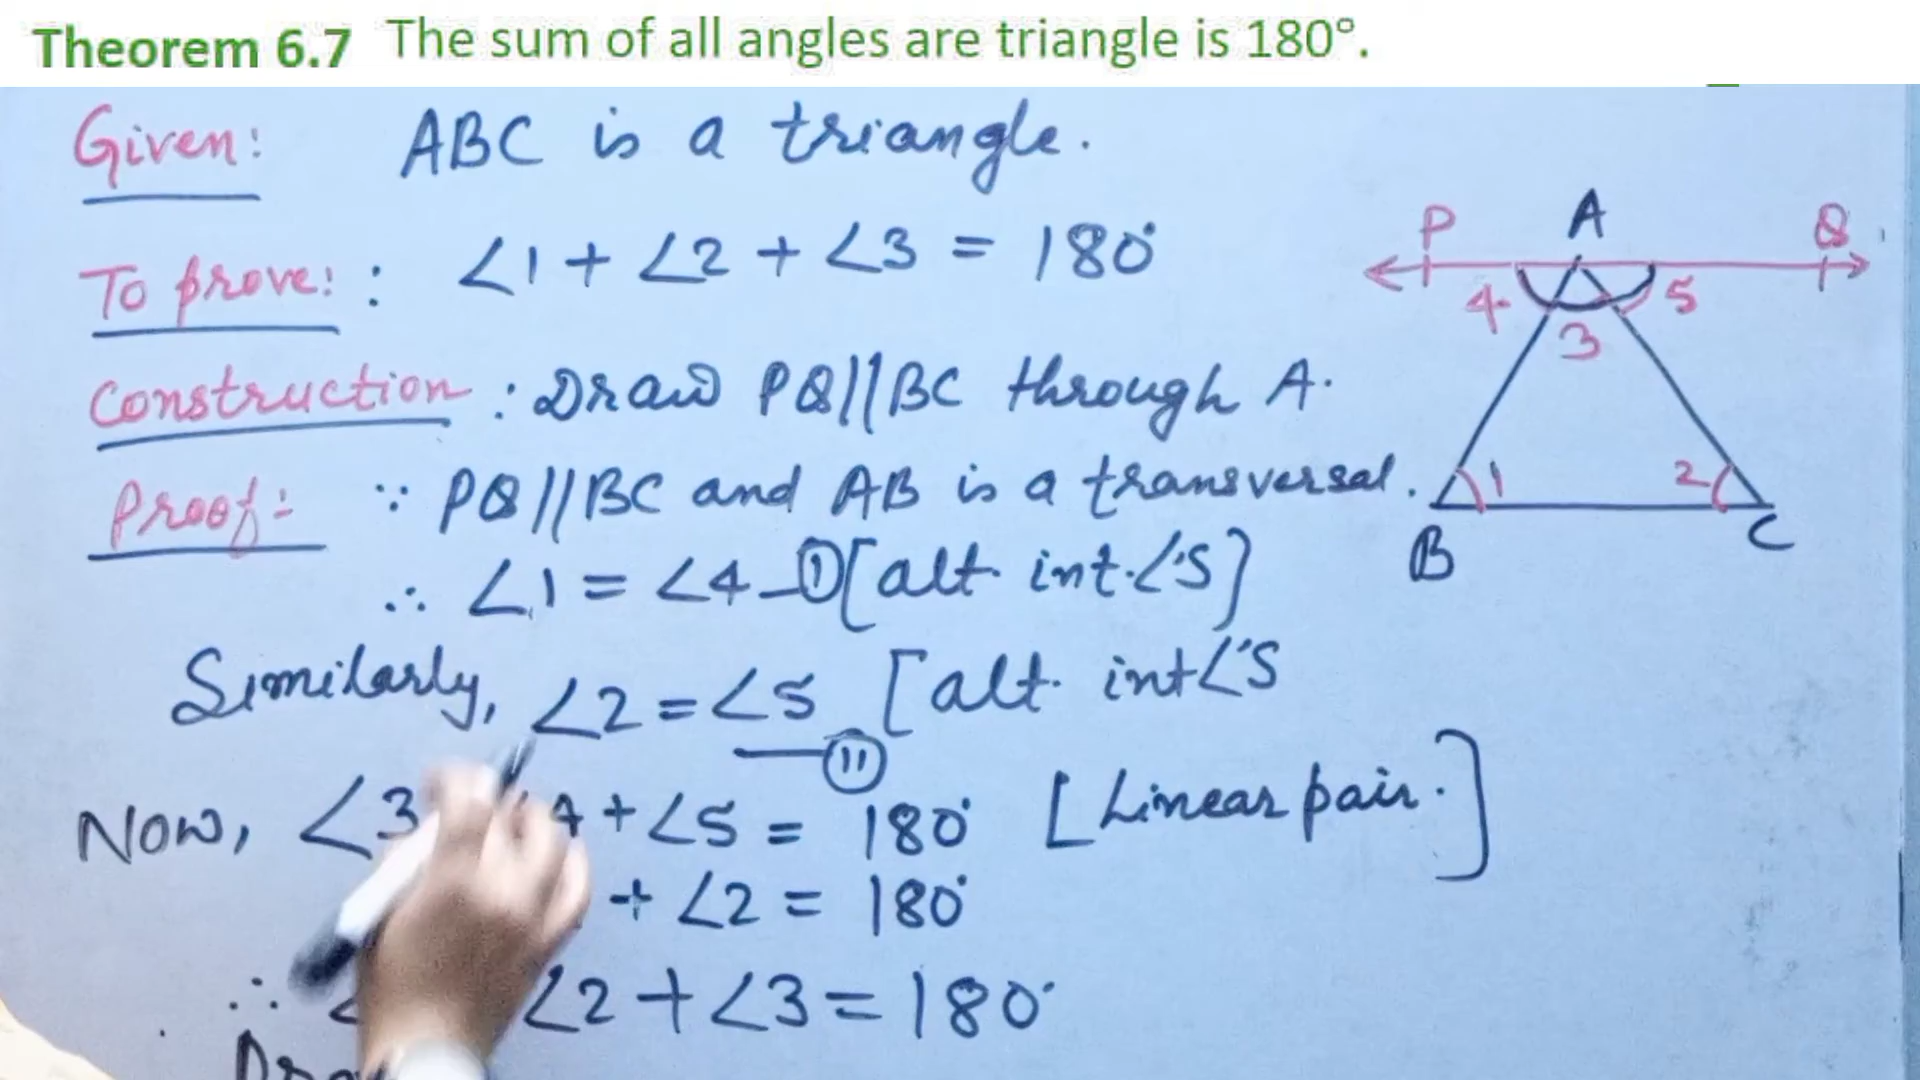 Theorem 6.7 The sum of all angles are triangle is 180°.
Given: ABC is a triangle.
To prove: : ∠1 + ∠2 + ∠3 = 180°
Construction : Draw PQ||BC through A.
Proof:- ∵ PQ||BC and AB is a transversal.
∴ ∠1 = ∠4 — ① [alt. int. ∠'S]
Similarly, ∠2 = ∠5 [alt. int ∠'S
— (11)
Now, ∠3 4 + ∠5 = 180° [Linear pair.]
+ ∠2 = 180°
∴ ∠ ∠2 + ∠3 = 180°
P A Q
4 3 5
1 2
B C